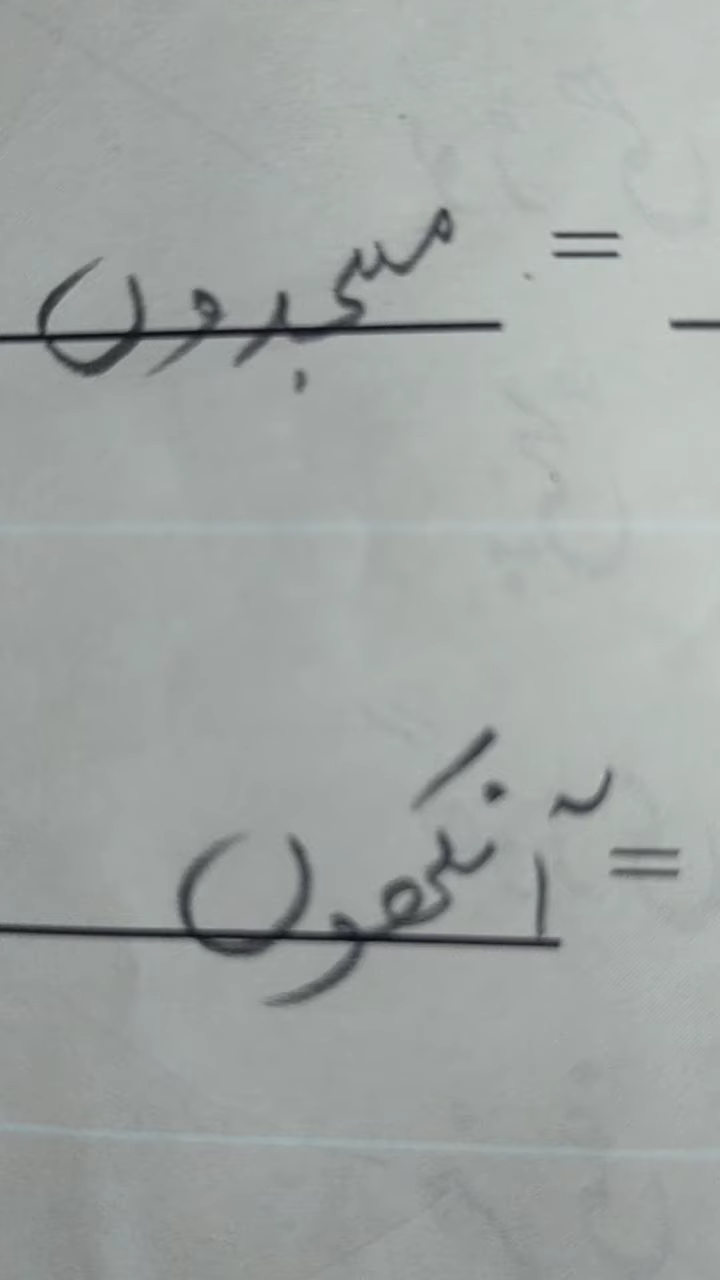 = مسجدوں
= آنکھوں